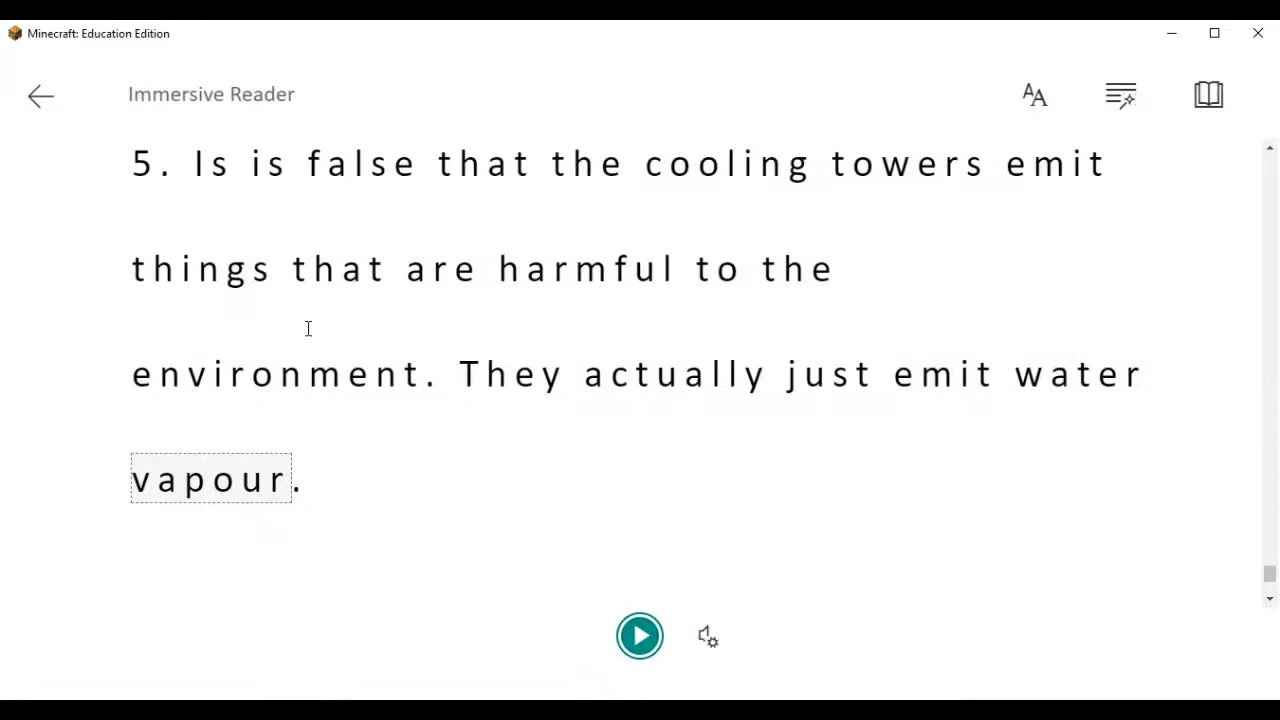 Minecraft: Education Edition
Immersive Reader
5. Is is false that the cooling towers emit
things that are harmful to the
environment. They actually just emit water
vapour.